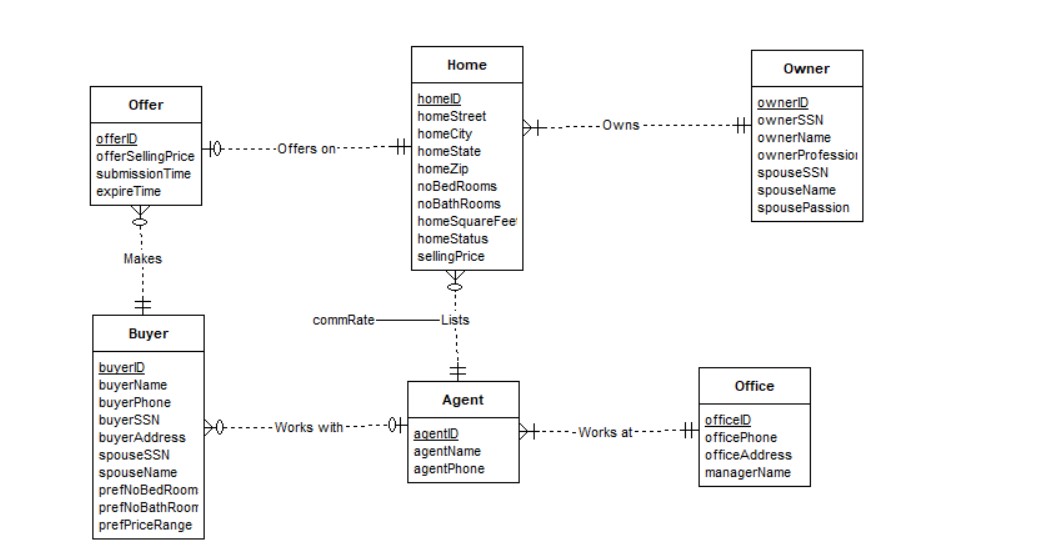 Home
homeID
homeStreet
homeCity
homeState
homeZip
noBedRooms
noBathRooms
homeSquareFee
homeStatus
sellingPrice
Owner
ownerID
ownerSSN
ownerName
ownerProfession
spouseSSN
spouseName
spousePassion
Offer
offerID
offerSellingPrice
submissionTime
expireTime
Offers on
Owns
Makes
commRate
Lists
Buyer
buyerID
buyerName
buyerPhone
buyerSSN
buyerAddress
spouseSSN
spouseName
prefNoBedRoom
prefNoBathRoom
prefPriceRange
Works with
Agent
agentID
agentName
agentPhone
Works at
Office
officeID
officePhone
officeAddress
managerName